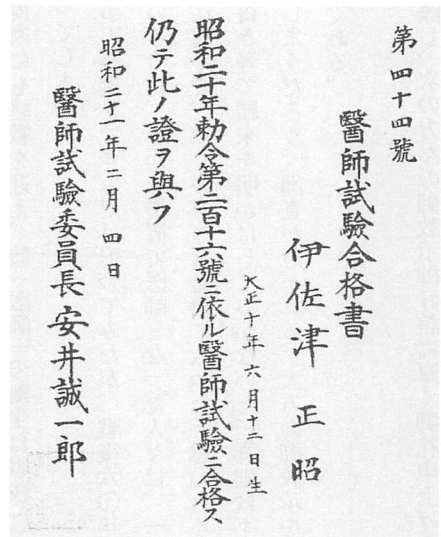 第四十四號
醫師試驗合格書
伊佐津正昭
大正十年六月十二日生
昭和二十年勅令第二百十六號ニ依ル醫師試驗ニ合格ス
仍テ此ノ證ヲ與フ
昭和二十一年二月四日
醫師試驗委員長安井誠一郎